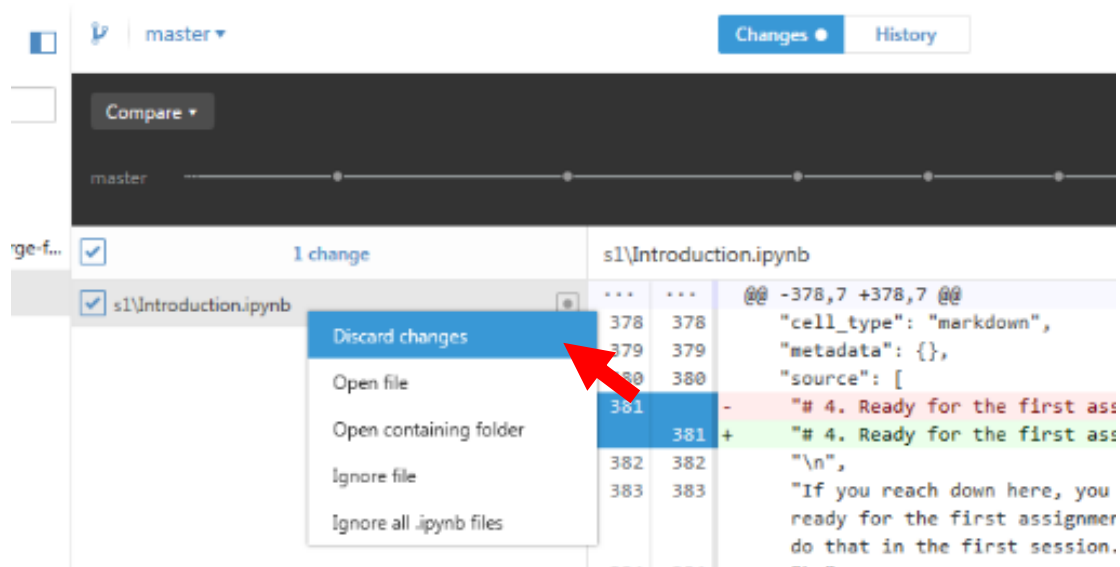 master ▾
Changes ●
History
Compare ▾
master
rge-f...
1 change
s1\Introduction.ipynb
s1\Introduction.ipynb
Discard changes
Open file
Open containing folder
Ignore file
Ignore all .ipynb files
... ... @@ -378,7 +378,7 @@
378 378 "cell_type": "markdown",
379 379 "metadata": {},
380 380 "source": [
381 - "# 4. Ready for the first ass
381 + "# 4. Ready for the first ass
382 382 "\n",
383 383 "If you reach down here, you
ready for the first assignmen
do that in the first session.